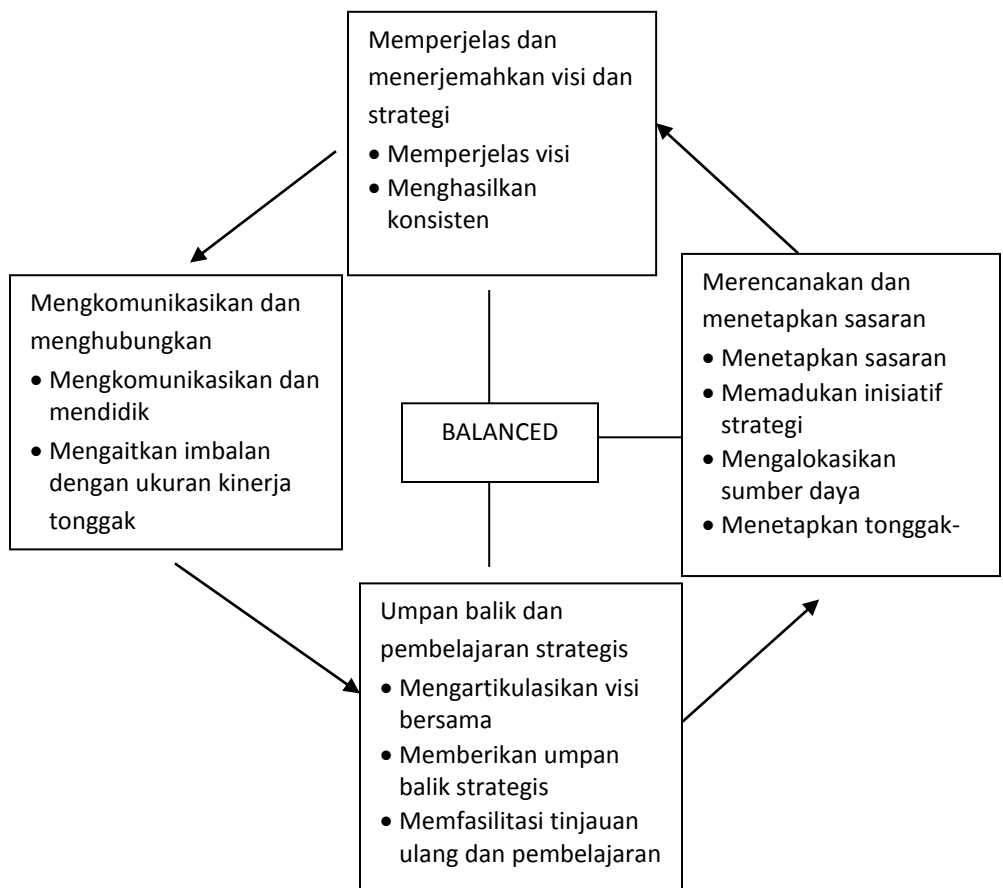 Memperjelas dan
menerjemahkan visi dan
strategi
• Memperjelas visi
• Menghasilkan
konsisten
Mengkomunikasikan dan
menghubungkan
• Mengkomunikasikan dan
mendidik
• Mengaitkan imbalan
dengan ukuran kinerja
tonggak
BALANCED
Merencanakan dan
menetapkan sasaran
• Menetapkan sasaran
• Memadukan inisiatif
strategi
• Mengalokasikan
sumber daya
• Menetapkan tonggak-
Umpan balik dan
pembelajaran strategis
• Mengartikulasikan visi
bersama
• Memberikan umpan
balik strategis
• Memfasilitasi tinjauan
ulang dan pembelajaran